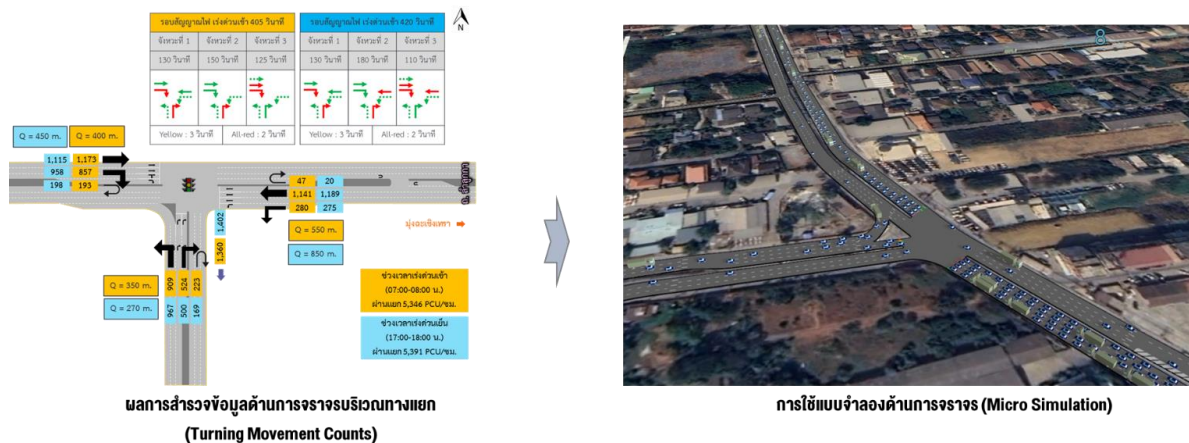 รอบสัญญาณไฟ เร่งด่วนเช้า 405 วินาที
จังหวะที่ 1 จังหวะที่ 2 จังหวะที่ 3
130 วินาที 150 วินาที 125 วินาที
Yellow : 3 วินาที All-red : 2 วินาที
รอบสัญญาณไฟ เร่งด่วนเช้า 420 วินาที
จังหวะที่ 1 จังหวะที่ 2 จังหวะที่ 3
130 วินาที 180 วินาที 110 วินาที
Yellow : 3 วินาที All-red : 2 วินาที
N
Q = 450 m. Q = 400 m.
1,115 1,173
958 857
198 193
47 20
1,141 1,189
280 275
ถ.ลำลูกกา
มุ่งฉะเชิงเทรา
1,402
1,360
Q = 550 m.
Q = 850 m.
Q = 350 m.
909 524 223
Q = 270 m.
967 500 169
ช่วงเวลาเร่งด่วนเช้า
(07:00-08:00 น.)
ผ่านแยก 5,346 PCU/ชม.
ช่วงเวลาเร่งด่วนเย็น
(17:00-18:00 น.)
ผ่านแยก 5,391 PCU/ชม.
ผลการสำรวจข้อมูลด้านการจราจรบริเวณทางแยก
(Turning Movement Counts)
การใช้แบบจำลองด้านการจราจร (Micro Simulation)